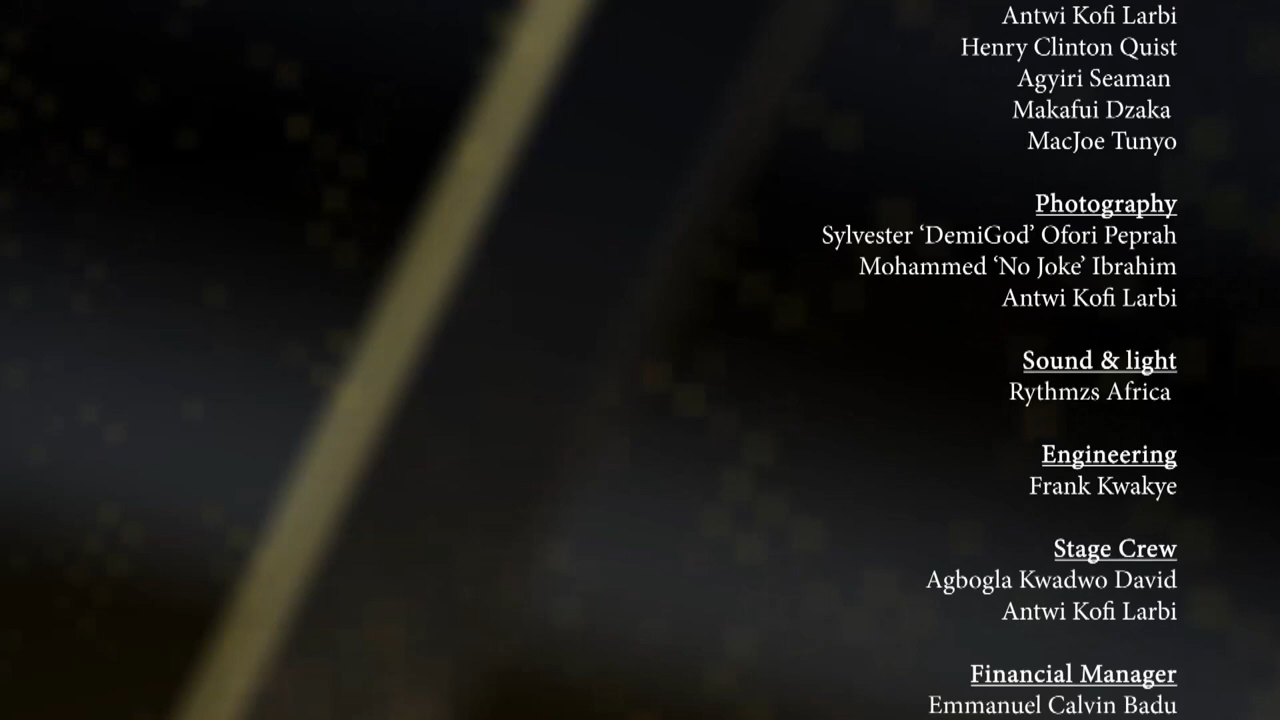 Antwi Kofi Larbi
Henry Clinton Quist
Agyiri Seaman
Makafui Dzaka
MacJoe Tunyo
Photography
Sylvester ‘DemiGod’ Ofori Peprah
Mohammed ‘No Joke’ Ibrahim
Antwi Kofi Larbi
Sound & light
Rythmzs Africa
Engineering
Frank Kwakye
Stage Crew
Agbogla Kwadwo David
Antwi Kofi Larbi
Financial Manager
Emmanuel Calvin Badu